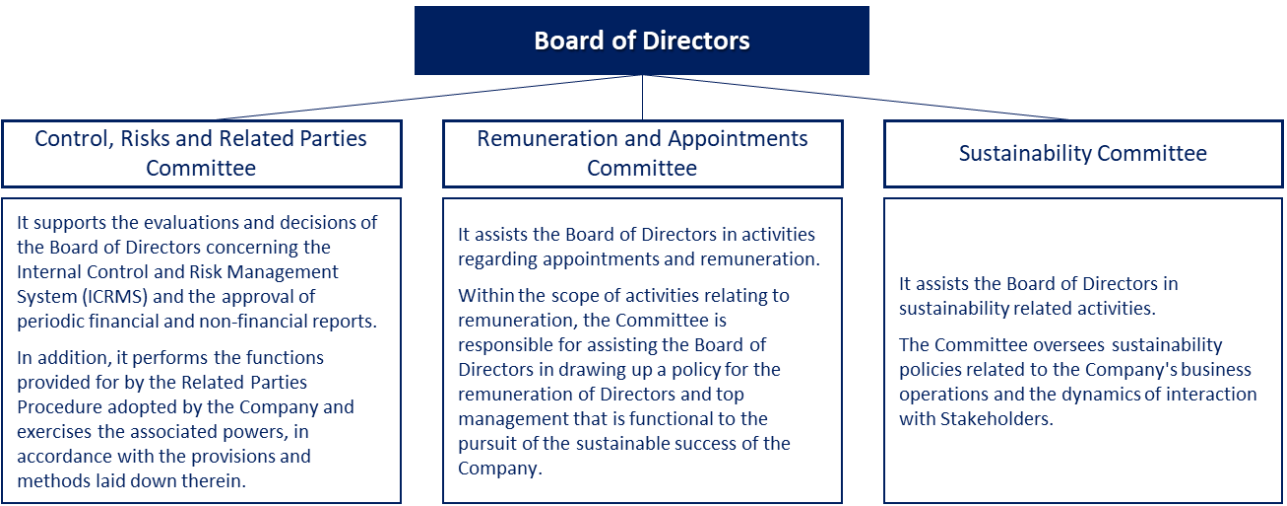 Board of Directors
Control, Risks and Related Parties
Committee
It supports the evaluations and decisions of
the Board of Directors concerning the
Internal Control and Risk Management
System (ICRMS) and the approval of
periodic financial and non-financial reports.
In addition, it performs the functions
provided for by the Related Parties
Procedure adopted by the Company and
exercises the associated powers, in
accordance with the provisions and
methods laid down therein.
Remuneration and Appointments
Committee
It assists the Board of Directors in activities
regarding appointments and remuneration.
Within the scope of activities relating to
remuneration, the Committee is
responsible for assisting the Board of
Directors in drawing up a policy for the
remuneration of Directors and top
management that is functional to the
pursuit of the sustainable success of the
Company.
Sustainability Committee
It assists the Board of Directors in
sustainability related activities.
The Committee oversees sustainability
policies related to the Company's business
operations and the dynamics of interaction
with Stakeholders.